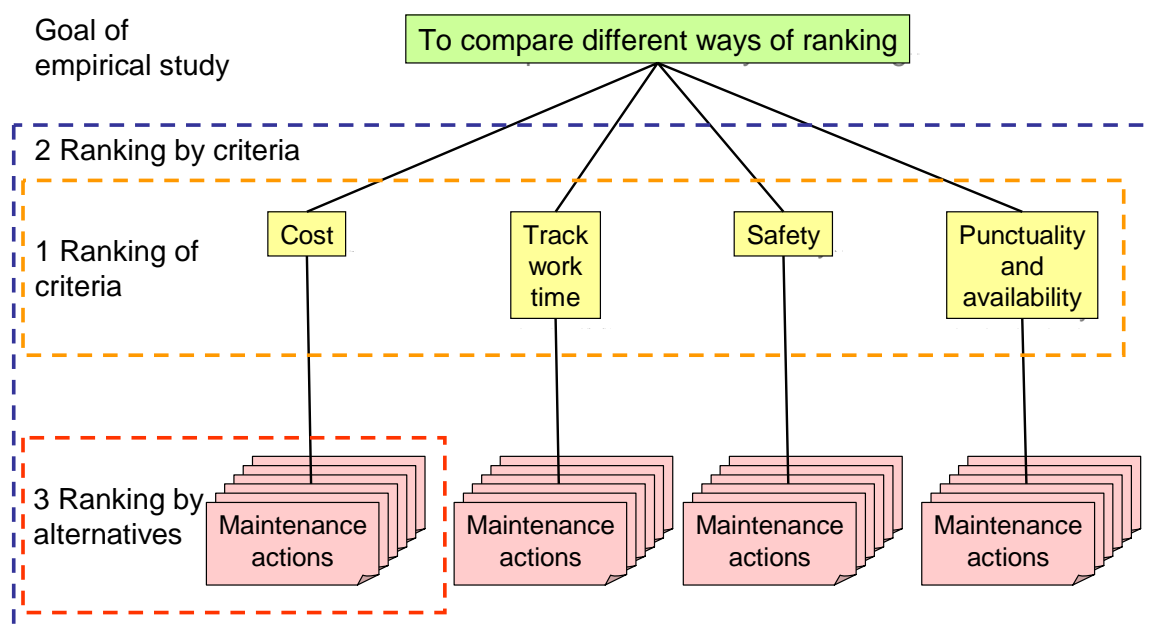 Goal of
empirical study
To compare different ways of ranking
2 Ranking by criteria
1 Ranking of
criteria
Cost
Track
work
time
Safety
Punctuality
and
availability
3 Ranking by
alternatives
Maintenance
actions
Maintenance
actions
Maintenance
actions
Maintenance
actions